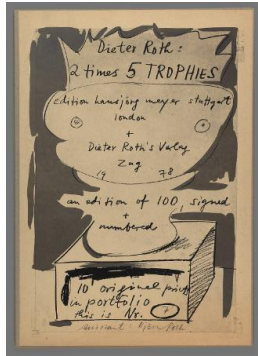 Dieter Roth:
2 times 5 TROPHIES
edition hansjörg mayer stuttgart
london
+
Dieter Roth's Verlag
Zug
19 78
an edition of 100, signed
+
numbered
10 original prints
in portfolio
this is Nr.